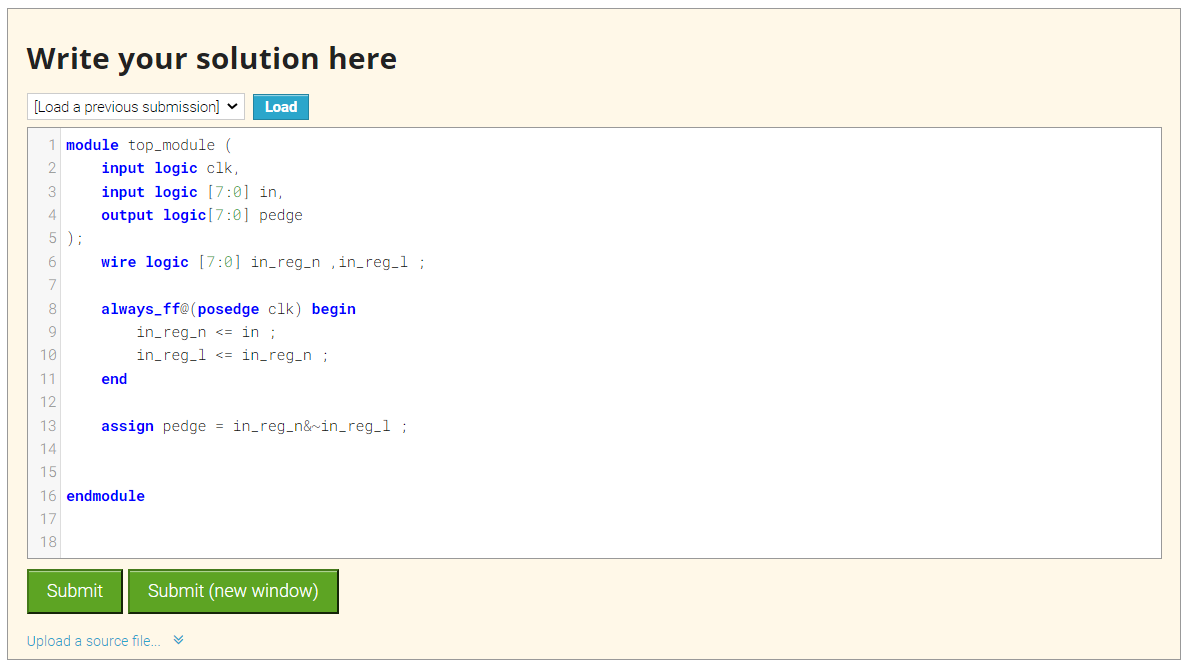 Write your solution here
[Load a previous submission] Load
1 module top_module (
2     input logic clk,
3     input logic [7:0] in,
4     output logic[7:0] pedge
5 );
6     wire logic [7:0] in_reg_n ,in_reg_l ;
7
8     always_ff@(posedge clk) begin
9         in_reg_n <= in ;
10         in_reg_l <= in_reg_n ;
11     end
12
13     assign pedge = in_reg_n&~in_reg_l ;
14
15
16 endmodule
17
18
Submit Submit (new window)
Upload a source file...